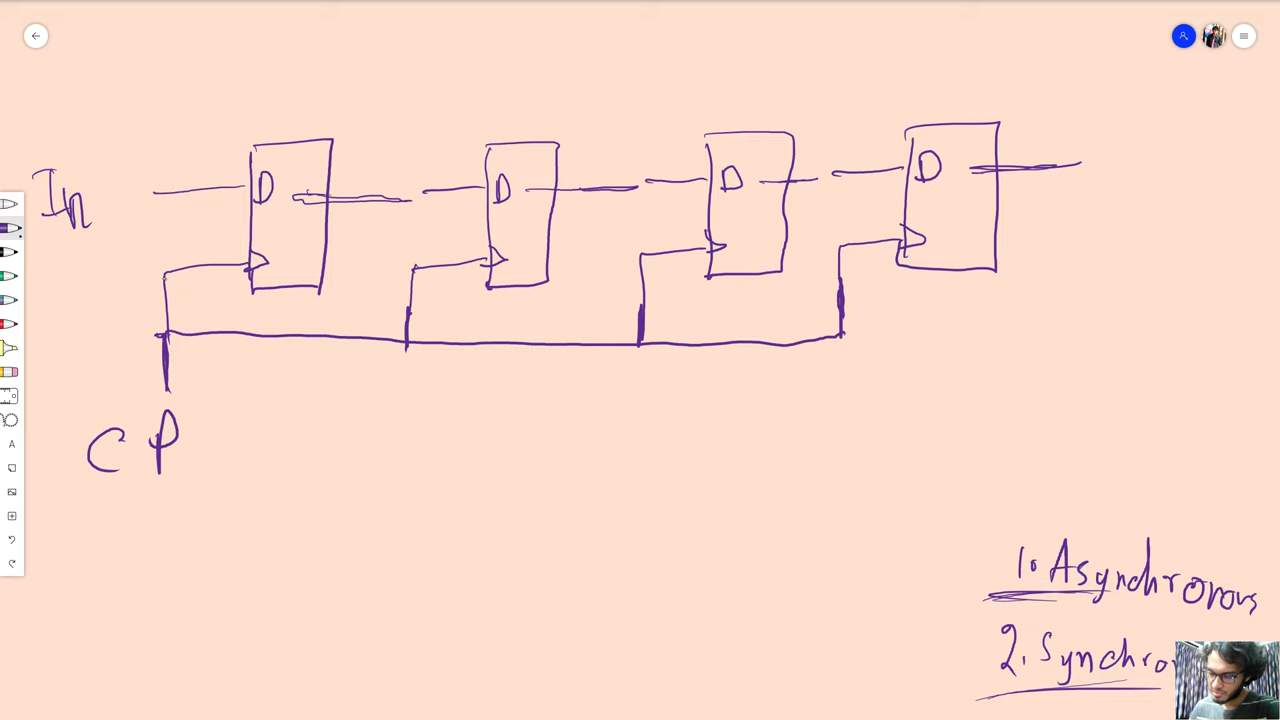 In
D
D
D
D
CP
1. Asynchronous
2. Synchro